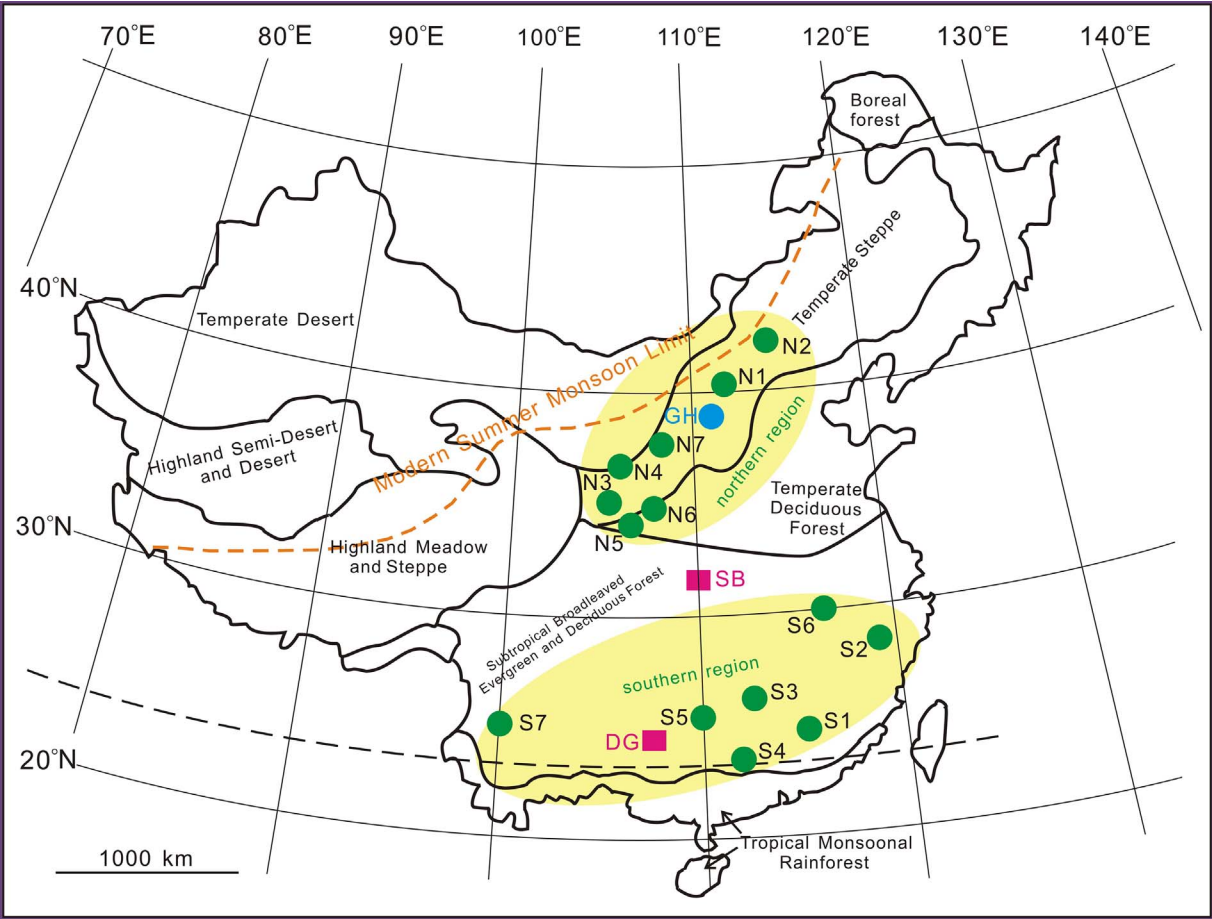 70°E 80°E 90°E 100°E 110°E 120°E 130°E 140°E
Boreal
forest
40°N
Temperate Steppe
Temperate Desert
Modern Summer Monsoon Limit
N2
N1
GH
northern region
Highland Semi-Desert
and Desert
N7
N4
N3
N6
N5
Temperate
Deciduous
Forest
30°N
Highland Meadow
and Steppe
SB
Subtropical Broadleaved
Evergreen and Deciduous Forest
S6
S2
southern region
S3
S5
S7
S1
DG
S4
20°N
Tropical Monsoonal
Rainforest
1000 km